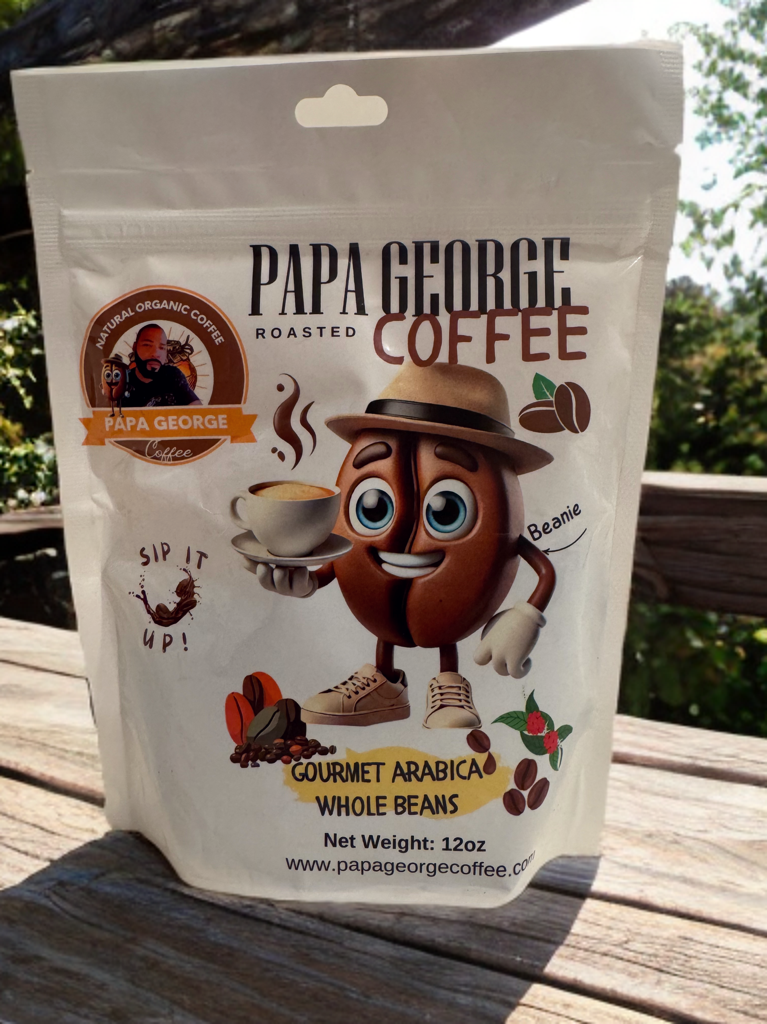 PAPA GEORGE
ROASTED COFFEE
NATURAL ORGANIC COFFEE
PAPA GEORGE
Coffee
Beanie
SIP IT
UP!
GOURMET ARABICA
WHOLE BEANS
Net Weight: 12oz
www.papageorgecoffee.com